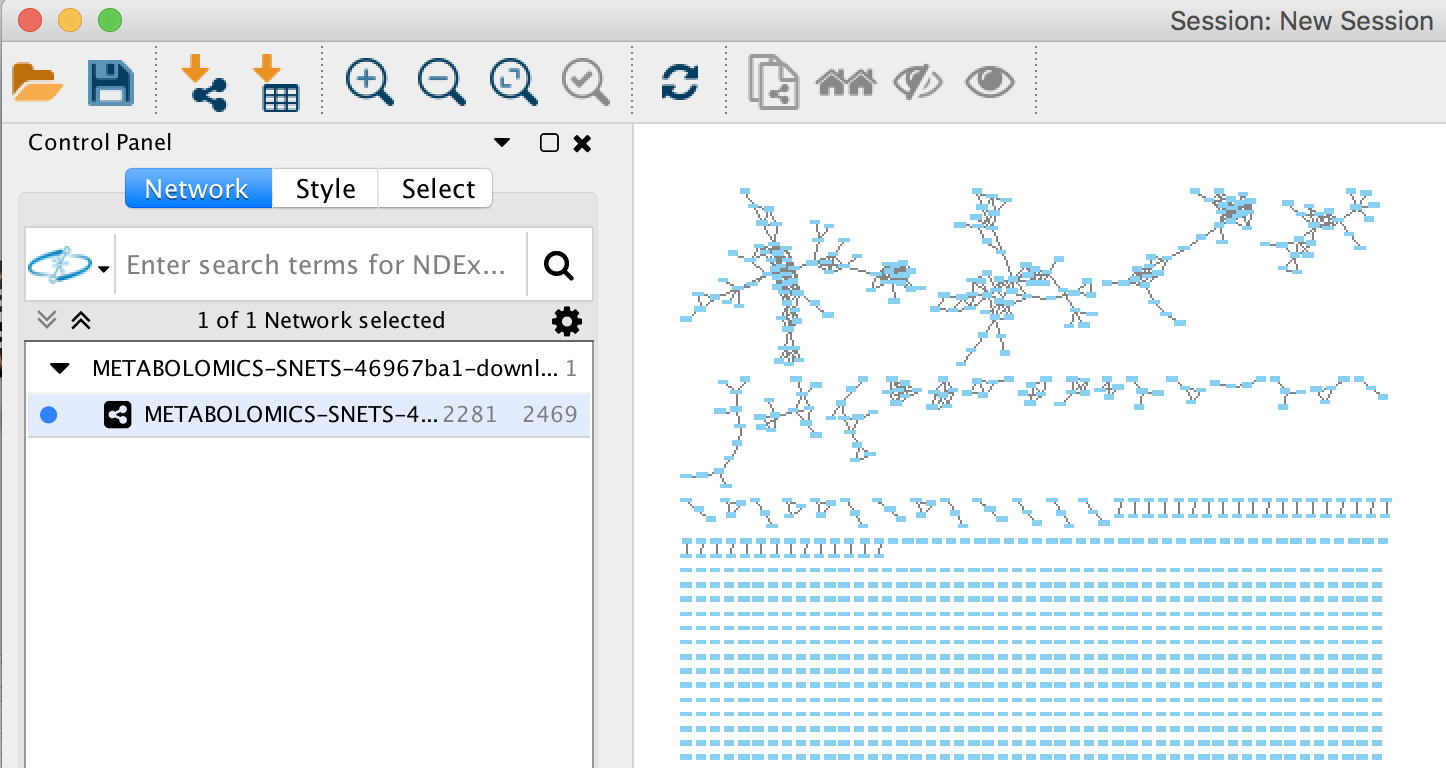 Session: New Session
Control Panel
Network Style Select
Enter search terms for NDEx...
1 of 1 Network selected
METABOLOMICS-SNETS-46967ba1-downl... 1
METABOLOMICS-SNETS-4... 2281 2469